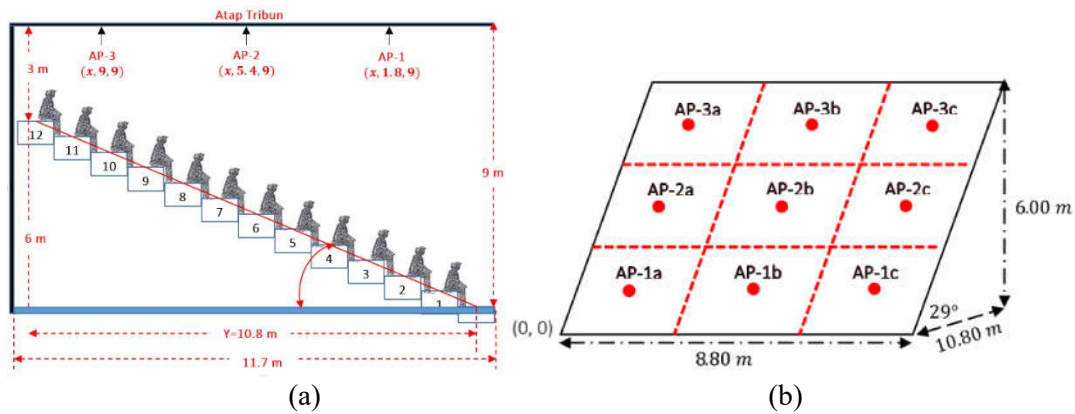 Atap Tribun
AP-3
(x, 9, 9)
AP-2
(x, 5.4, 9)
AP-1
(x, 1.8, 9)
3 m
12
11
10
9
8
7
6
5
4
3
2
1
9 m
6 m
Y=10.8 m
11.7 m
(a)
AP-3a
AP-3b
AP-3c
AP-2a
AP-2b
AP-2c
AP-1a
AP-1b
AP-1c
(0, 0)
6.00 m
29°
10.80 m
8.80 m
(b)